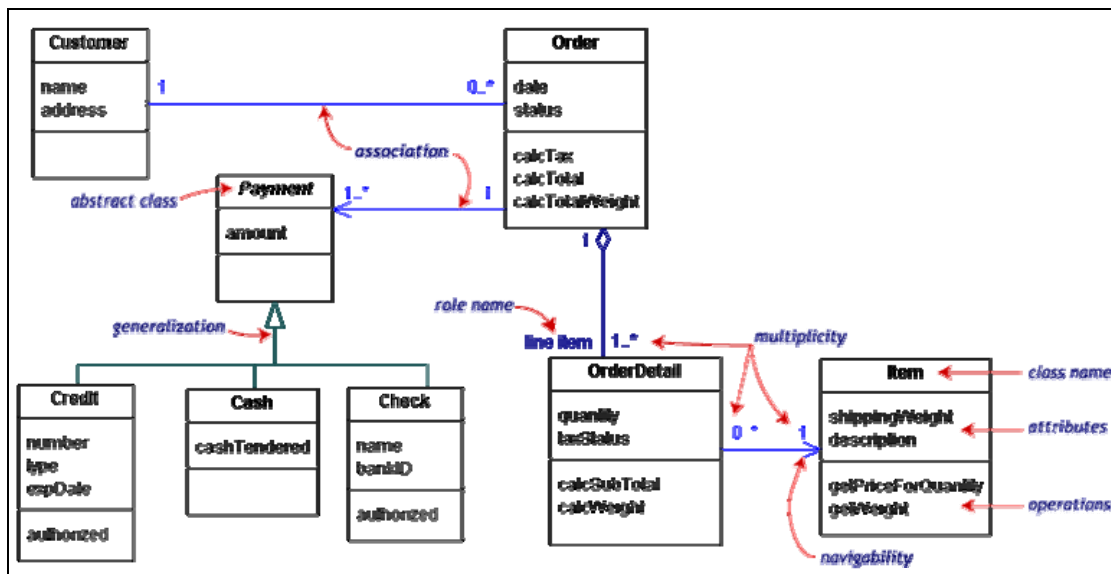 Customer
name
address
1
0..*
Order
date
status
calcTax
calcTotal
calcTotalWeight
association
abstract class
Payment
amount
1..*
1
1
generalization
role name
line item
1..*
multiplicity
Credit
number
type
expDate
authorized
Cash
cashTendered
Check
name
bankID
authorized
OrderDetail
quantity
taxStatus
calcSubTotal
calcWeight
0..*
1
Item
shippingWeight
description
getPriceForQuantity
getWeight
class name
attributes
operations
navigability